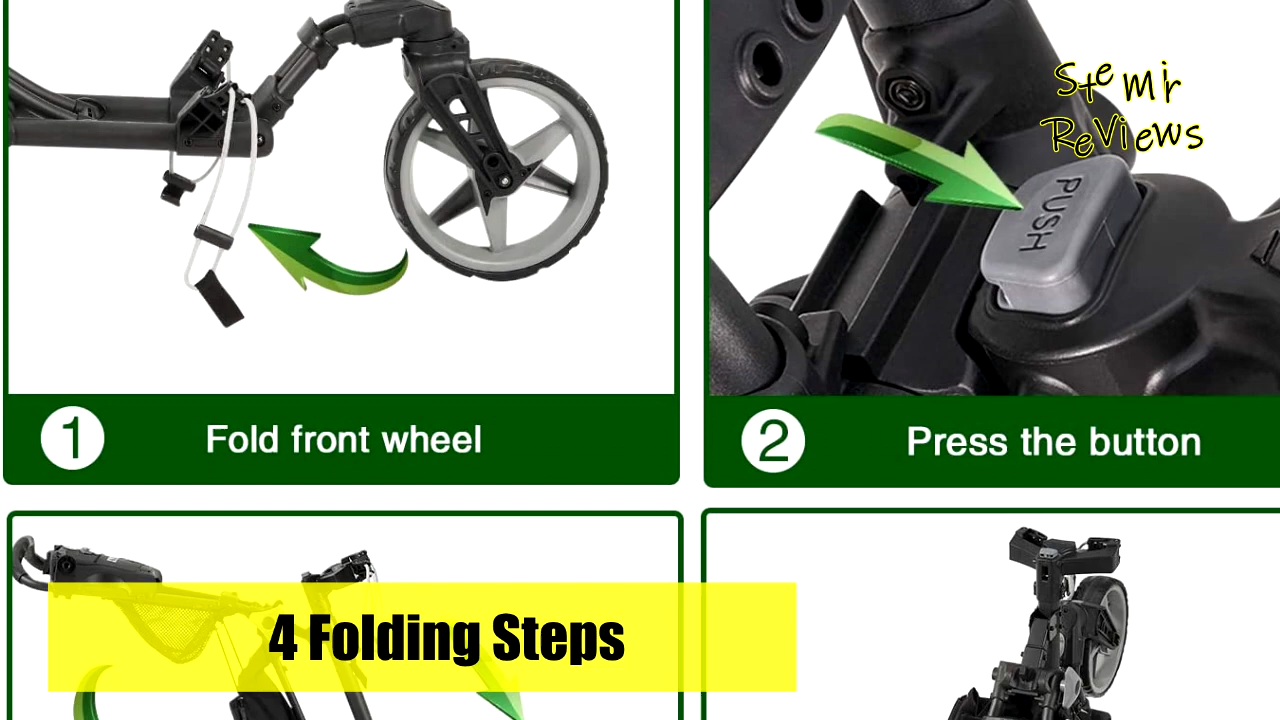 Stemir
Reviews
PUSH
1 Fold front wheel
2 Press the button
4 Folding Steps